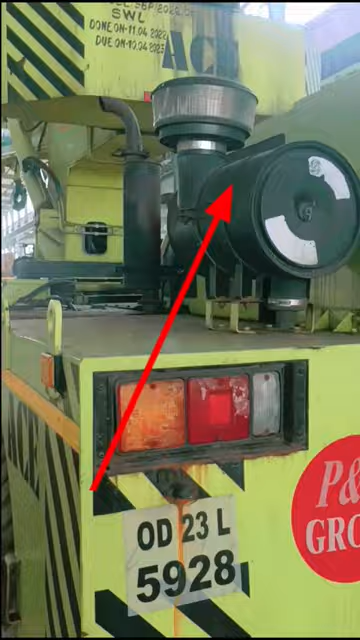 SWL
DONE ON-11.04.2022
DUE ON-10.04.2023
ACE
P&
GRO
OD 23 L
5928